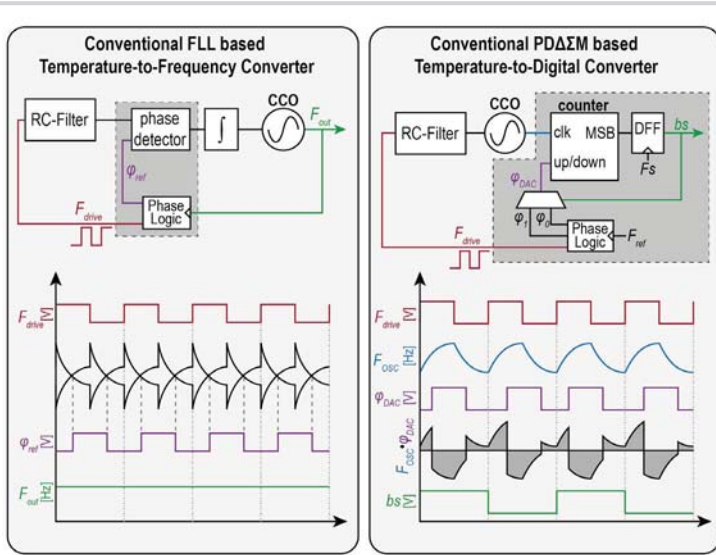 Conventional FLL based
Temperature-to-Frequency Converter
RC-Filter
phase
detector
∫
CCO
F_out
φ_ref
F_drive
Phase
Logic
F_drive [V]
φ_ref [V]
F_out [Hz]
Conventional PDΔΣM based
Temperature-to-Digital Converter
RC-Filter
CCO
counter
clk MSB
up/down
DFF
bs
Fs
φ_DAC
φ_1 φ_0
F_drive
Phase
Logic
F_ref
F_drive [V]
F_OSC [Hz]
φ_DAC [V]
F_OSC*φ_DAC
bs [V]